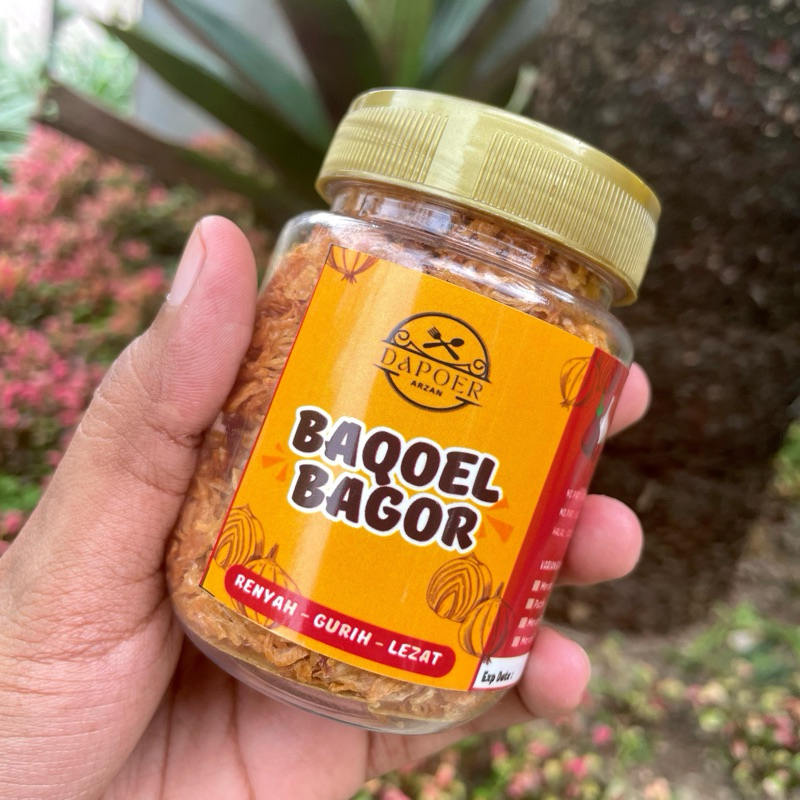 DAPOER
ARZAN
BAQOEL
BAGOR
RENYAH - GURIH - LEZAT
Exp Date :